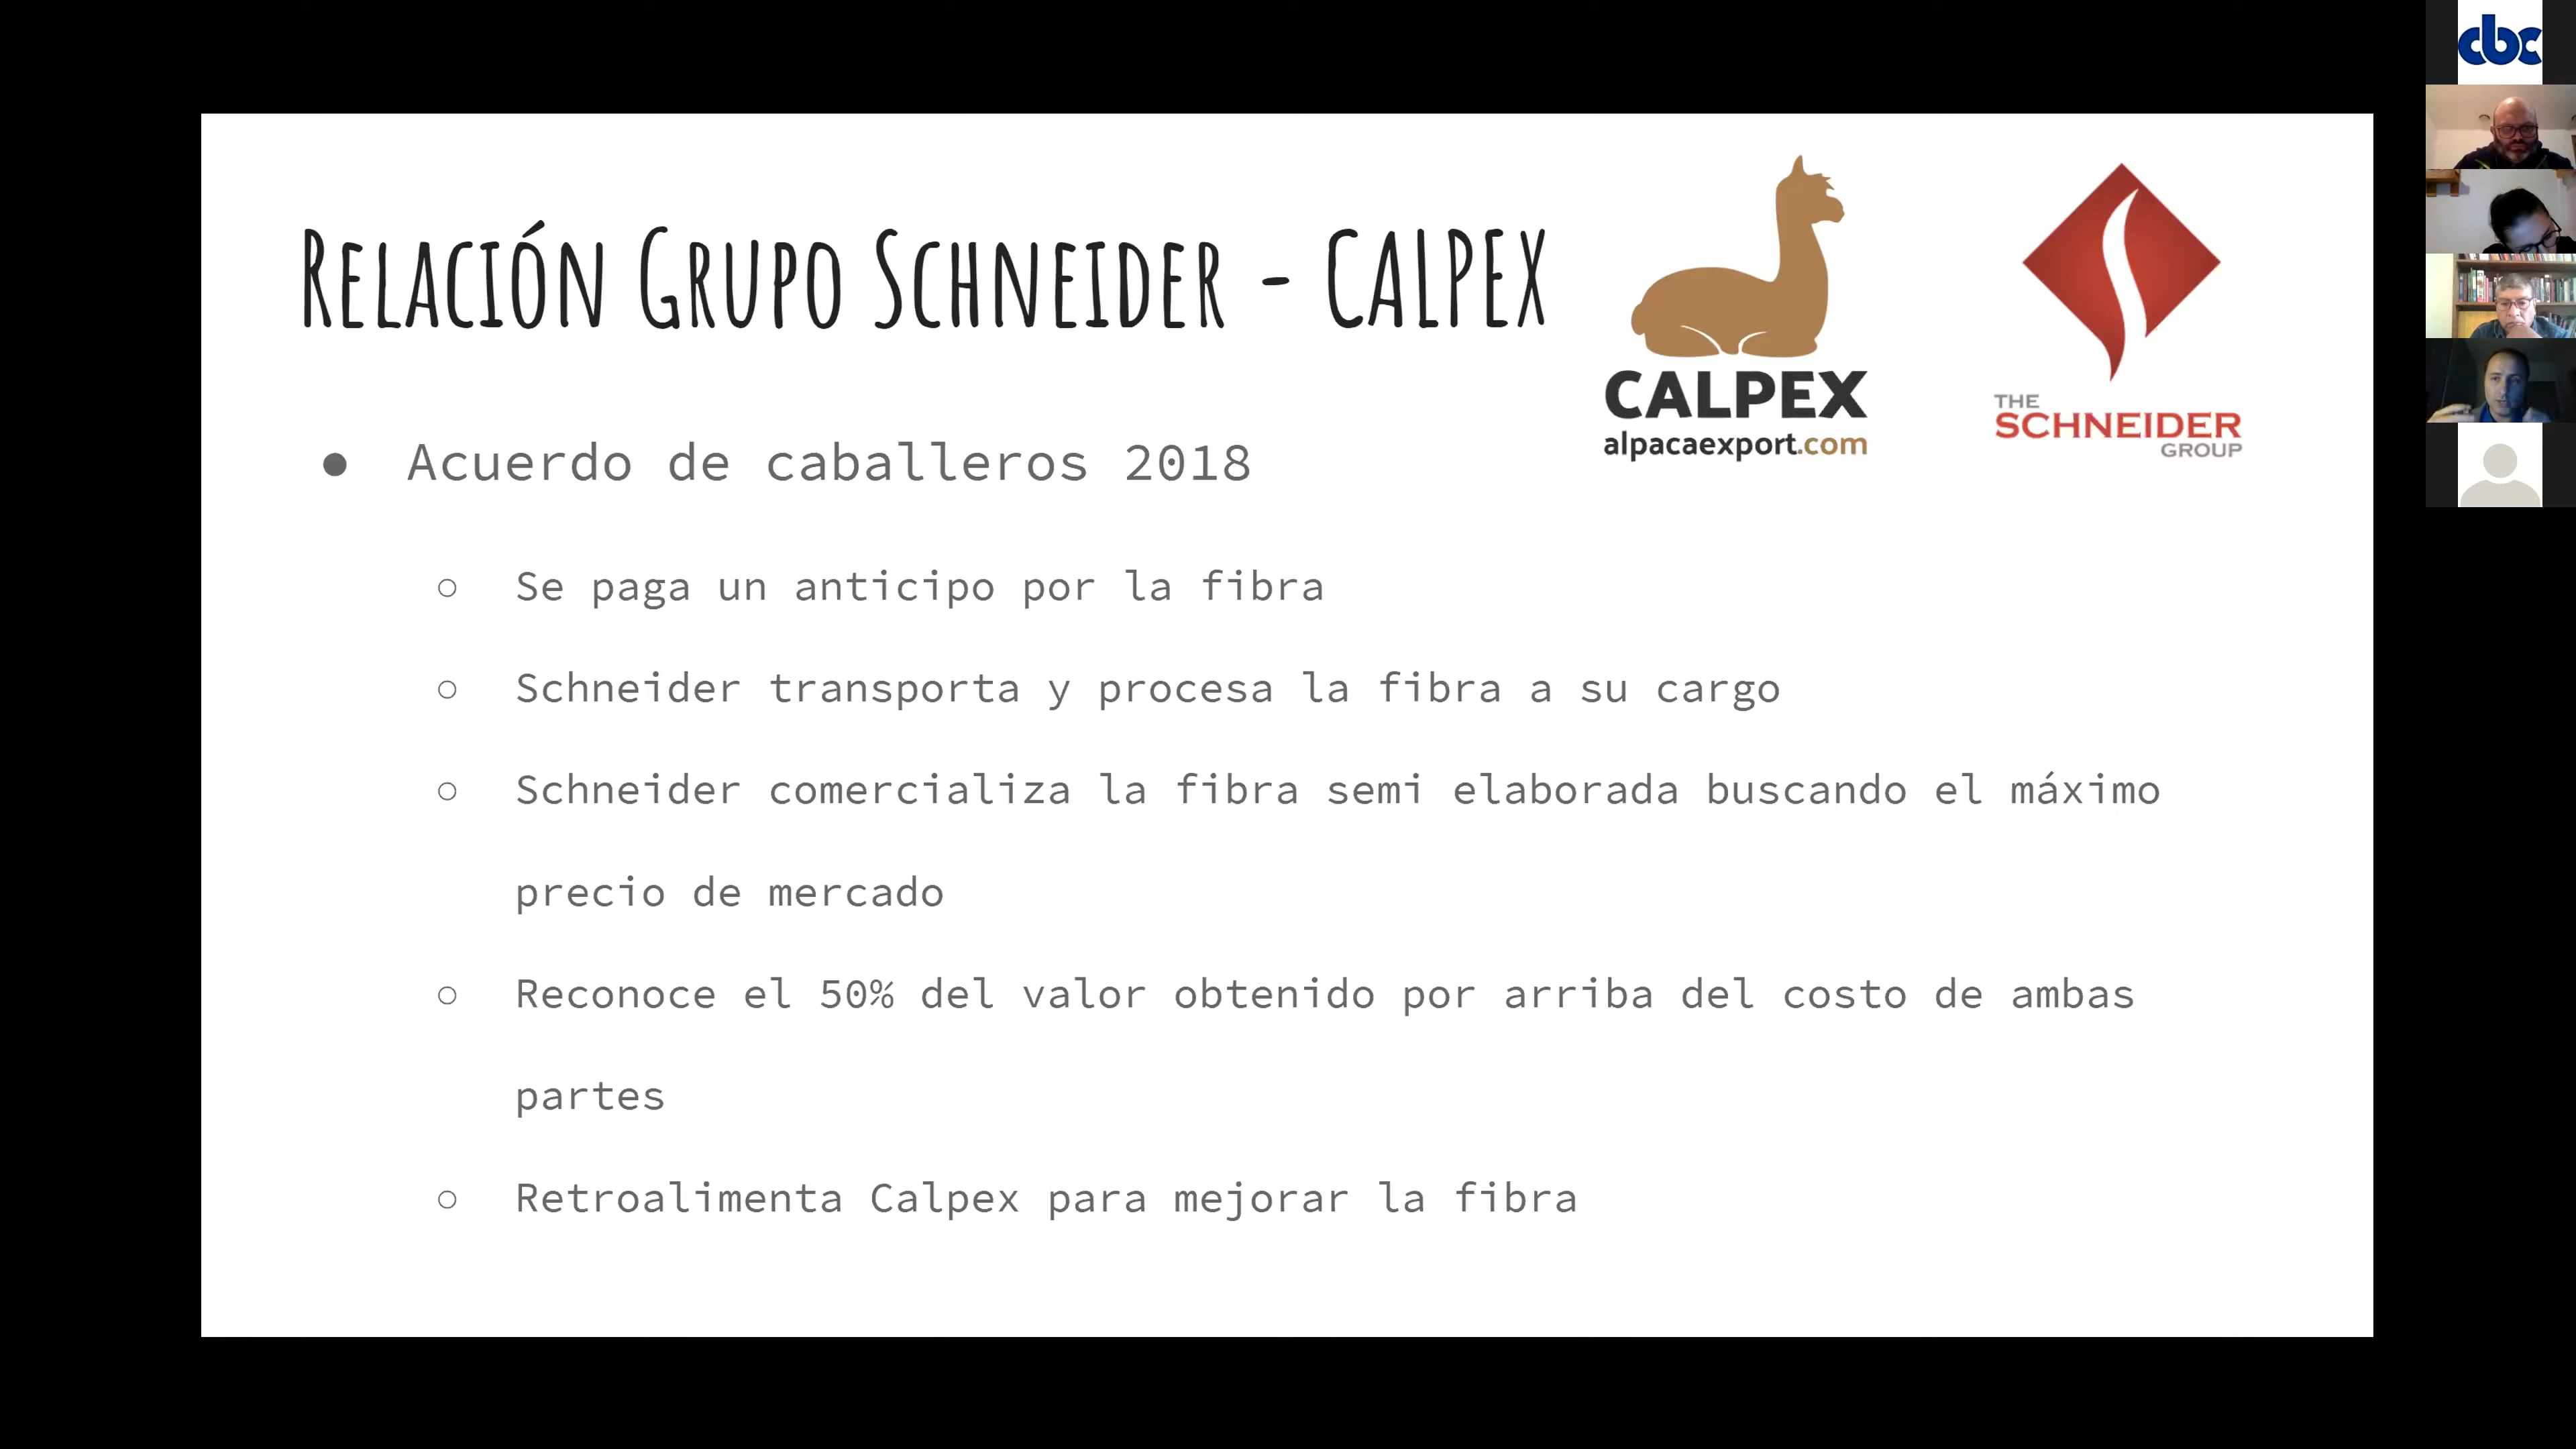 RELACIÓN GRUPO SCHNEIDER - CALPEX
CALPEX
alpacaexport.com
THE
SCHNEIDER
GROUP
● Acuerdo de caballeros 2018
○ Se paga un anticipo por la fibra
○ Schneider transporta y procesa la fibra a su cargo
○ Schneider comercializa la fibra semi elaborada buscando el máximo
precio de mercado
○ Reconoce el 50% del valor obtenido por arriba del costo de ambas
partes
○ Retroalimenta Calpex para mejorar la fibra
cbc